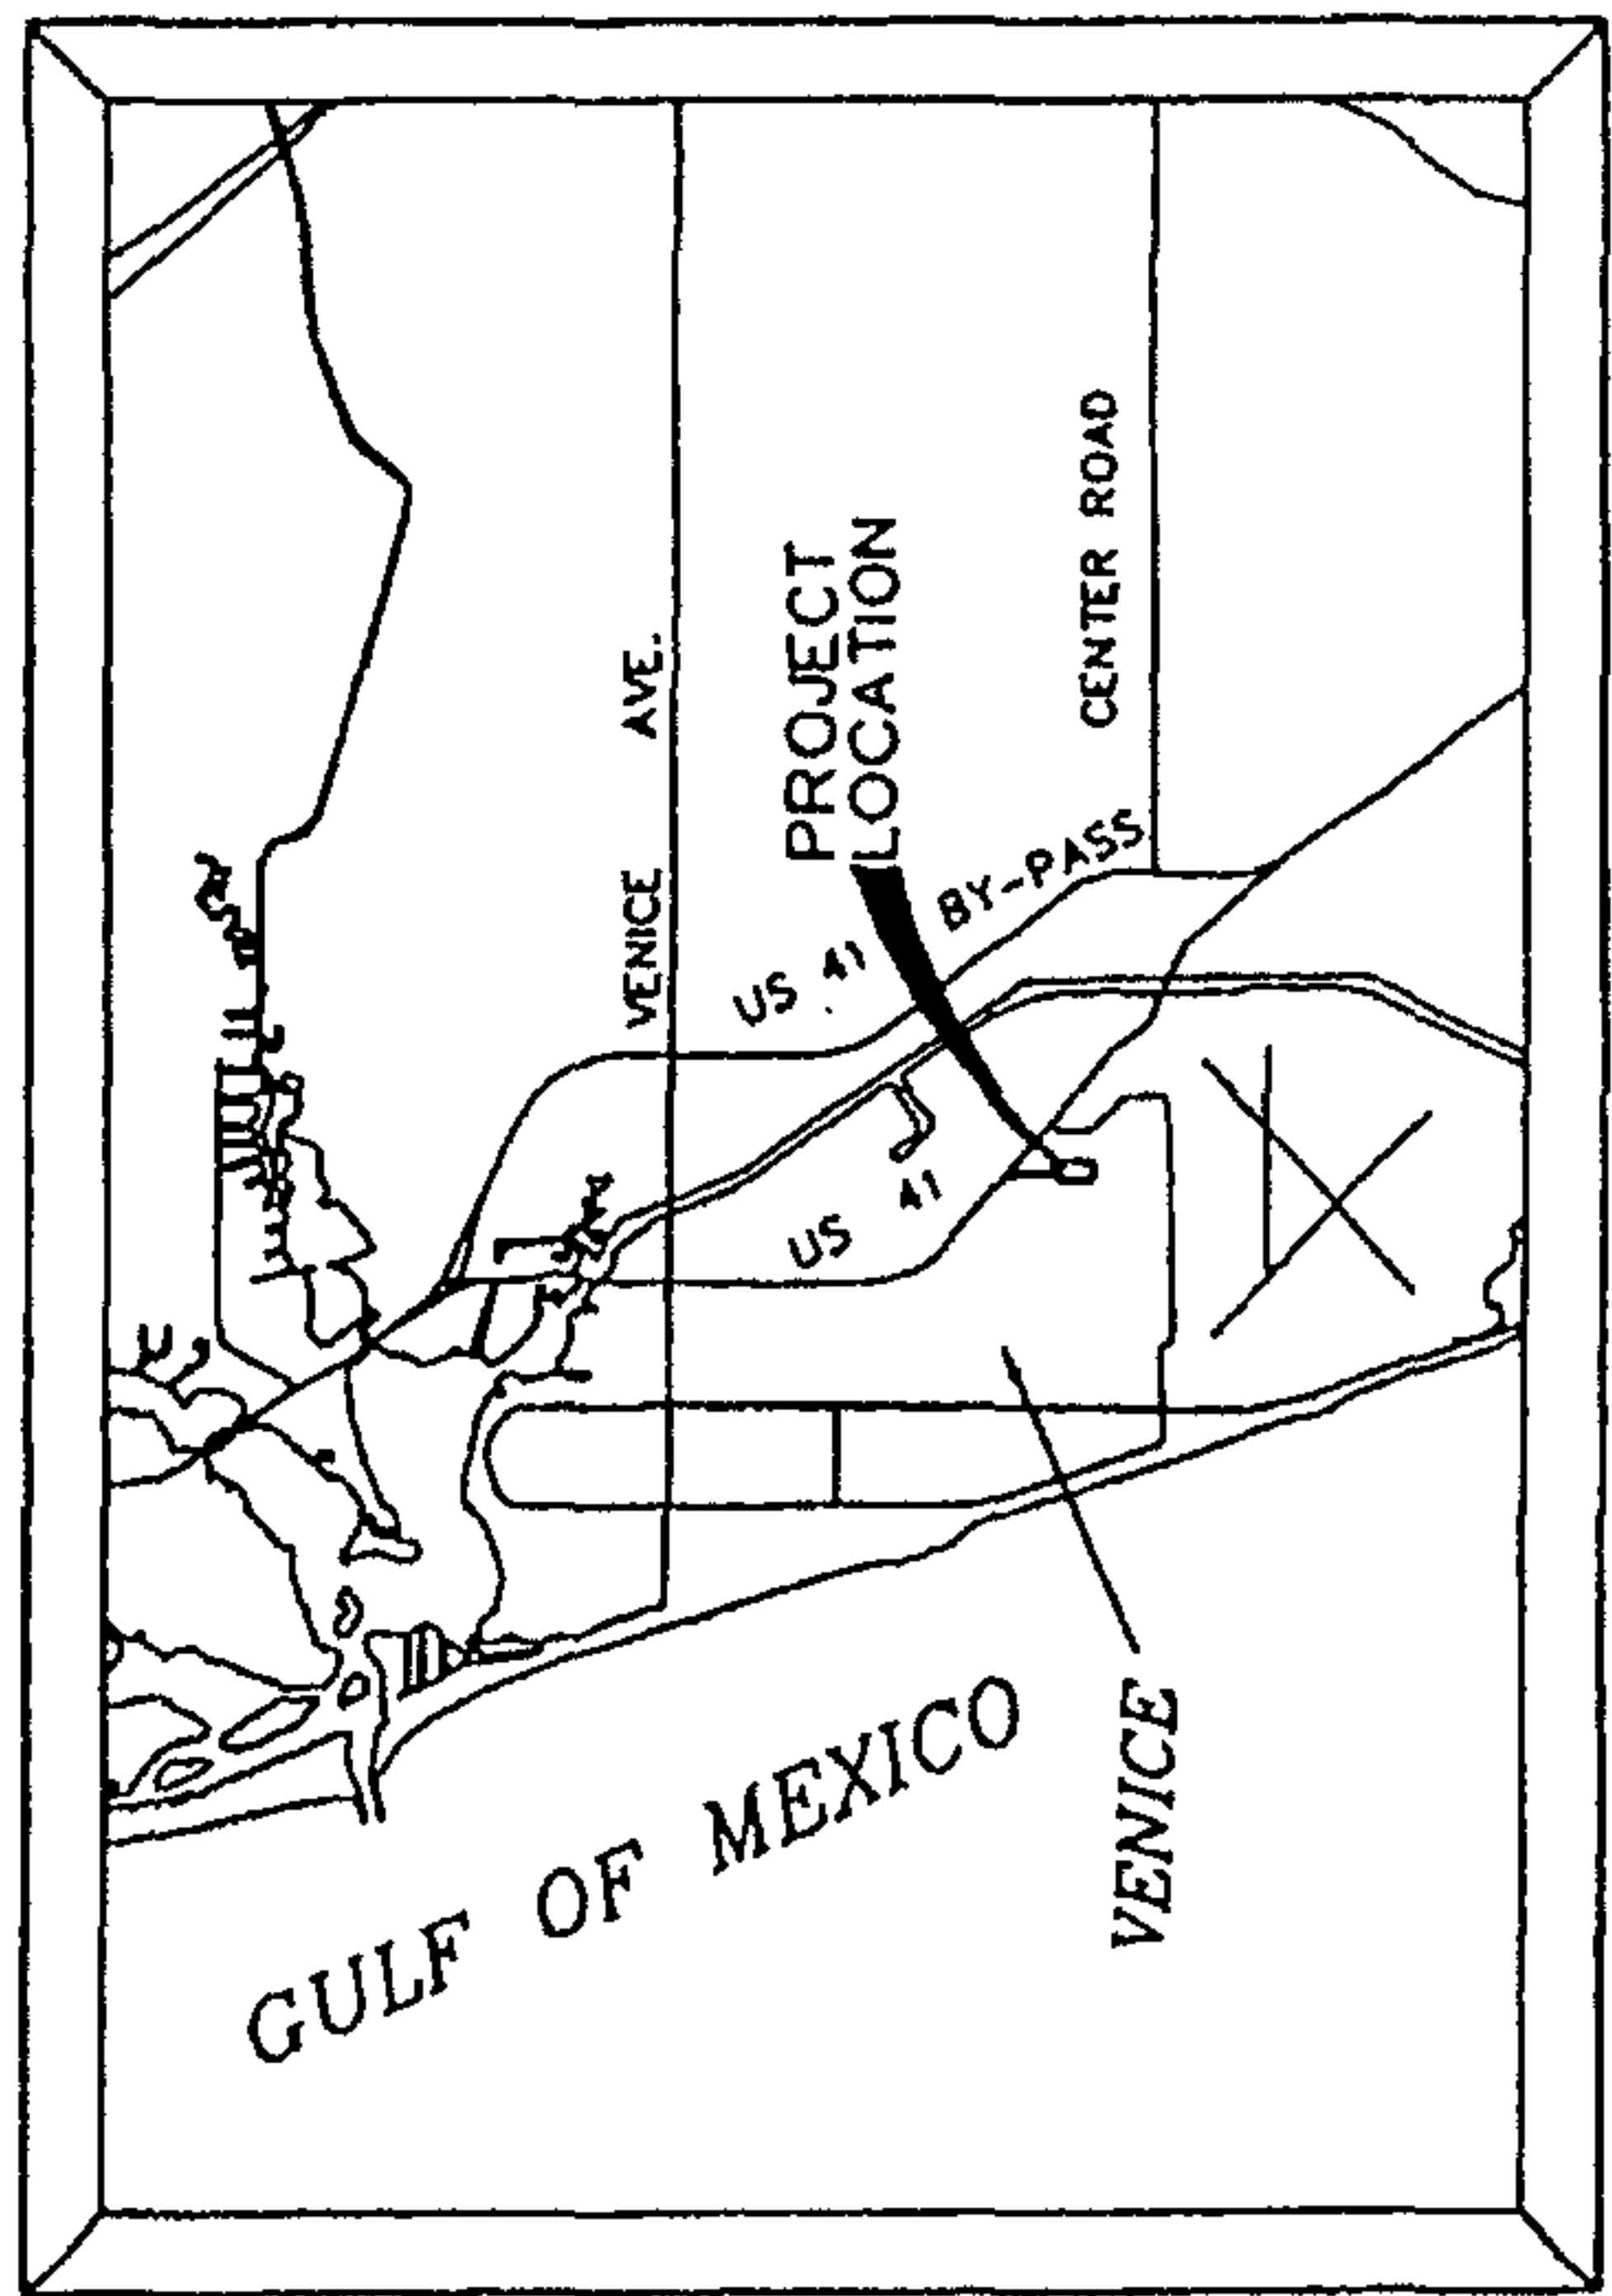 VENICE AVE.
PROJECT
LOCATION
CENTER ROAD
US 41 BY-PASS
US 41
GULF OF MEXICO
VENICE